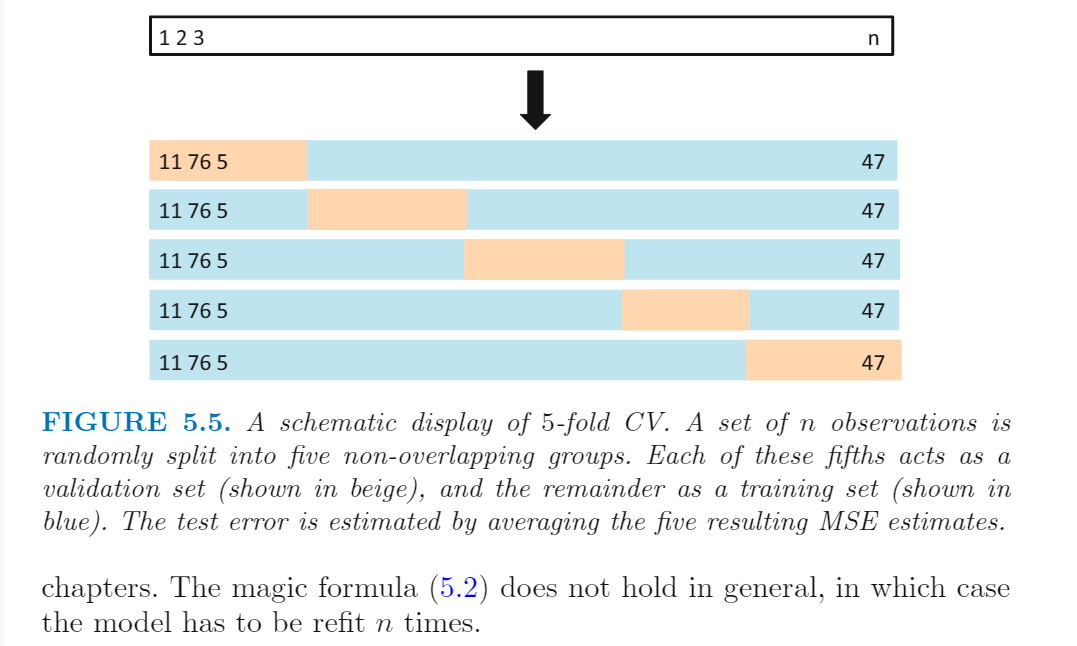 1 2 3 n
11 76 5 47
11 76 5 47
11 76 5 47
11 76 5 47
11 76 5 47
FIGURE 5.5. A schematic display of 5-fold CV. A set of n observations is
randomly split into five non-overlapping groups. Each of these fifths acts as a
validation set (shown in beige), and the remainder as a training set (shown in
blue). The test error is estimated by averaging the five resulting MSE estimates.
chapters. The magic formula (5.2) does not hold in general, in which case
the model has to be refit n times.